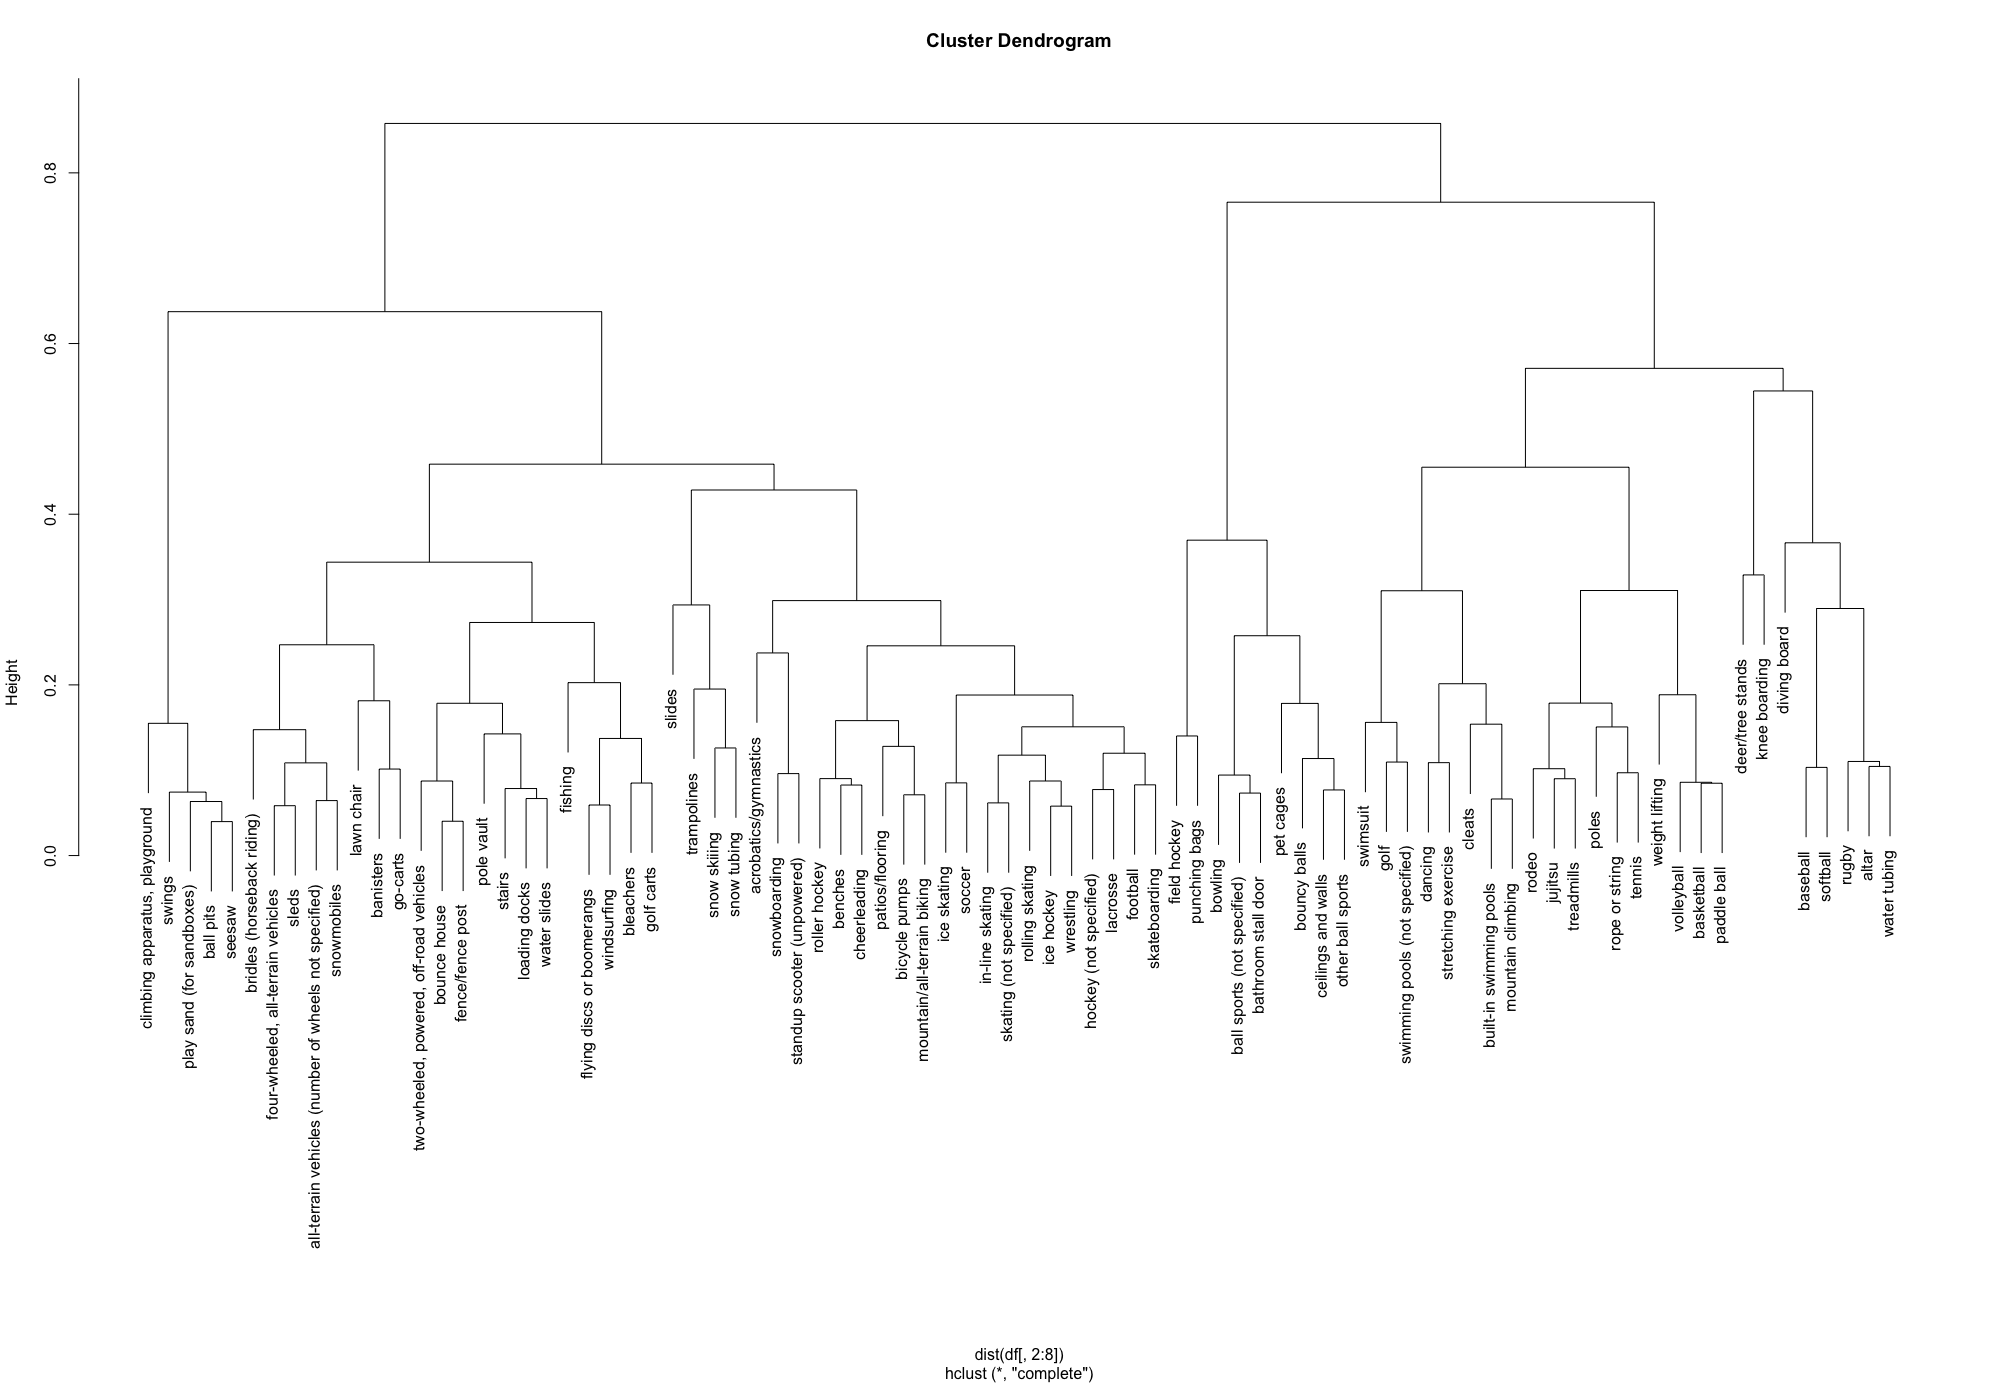 Cluster Dendrogram
Height
0.0
0.2
0.4
0.6
0.8
climbing apparatus, playground
swings
play sand (for sandboxes)
ball pits
seesaw
bridles (horseback riding)
four-wheeled, all-terrain vehicles
sleds
all-terrain vehicles (number of wheels not specified)
snowmobiles
lawn chair
banisters
go-carts
two-wheeled, powered, off-road vehicles
bounce house
fence/fence post
pole vault
stairs
loading docks
water slides
fishing
flying discs or boomerangs
windsurfing
bleachers
golf carts
slides
trampolines
snow skiing
snow tubing
acrobatics/gymnastics
snowboarding
standup scooter (unpowered)
roller hockey
benches
cheerleading
patios/flooring
bicycle pumps
mountain/all-terrain biking
ice skating
soccer
in-line skating
skating (not specified)
rolling skating
ice hockey
wrestling
hockey (not specified)
lacrosse
football
skateboarding
field hockey
punching bags
bowling
ball sports (not specified)
bathroom stall door
pet cages
bouncy balls
ceilings and walls
other ball sports
swimsuit
golf
swimming pools (not specified)
dancing
stretching exercise
cleats
built-in swimming pools
mountain climbing
rodeo
jujitsu
treadmills
poles
rope or string
tennis
weight lifting
volleyball
basketball
paddle ball
deer/tree stands
knee boarding
diving board
baseball
softball
rugby
altar
water tubing
dist(df[, 2:8])
hclust (*, "complete")